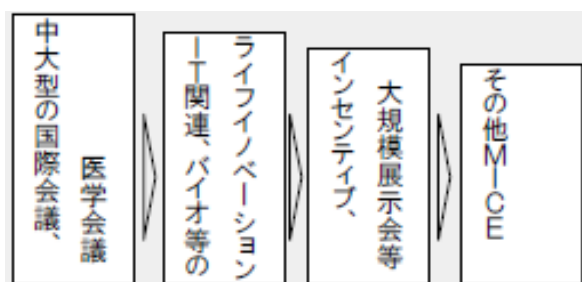 中大型の国際会議、
医学会議
IT関連、バイオ等の
ライフイノベーション
インセンティブ、
大規模展示会等
その他MICE